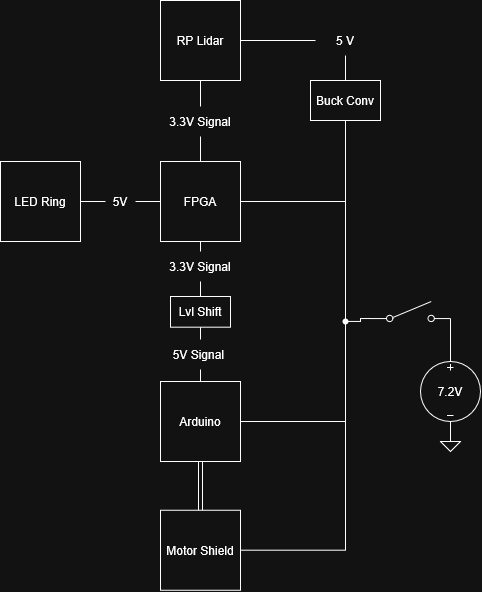 RP Lidar
5 V
Buck Conv
3.3V Signal
LED Ring
5V
FPGA
3.3V Signal
Lvl Shift
5V Signal
+
7.2V
−
Arduino
Motor Shield